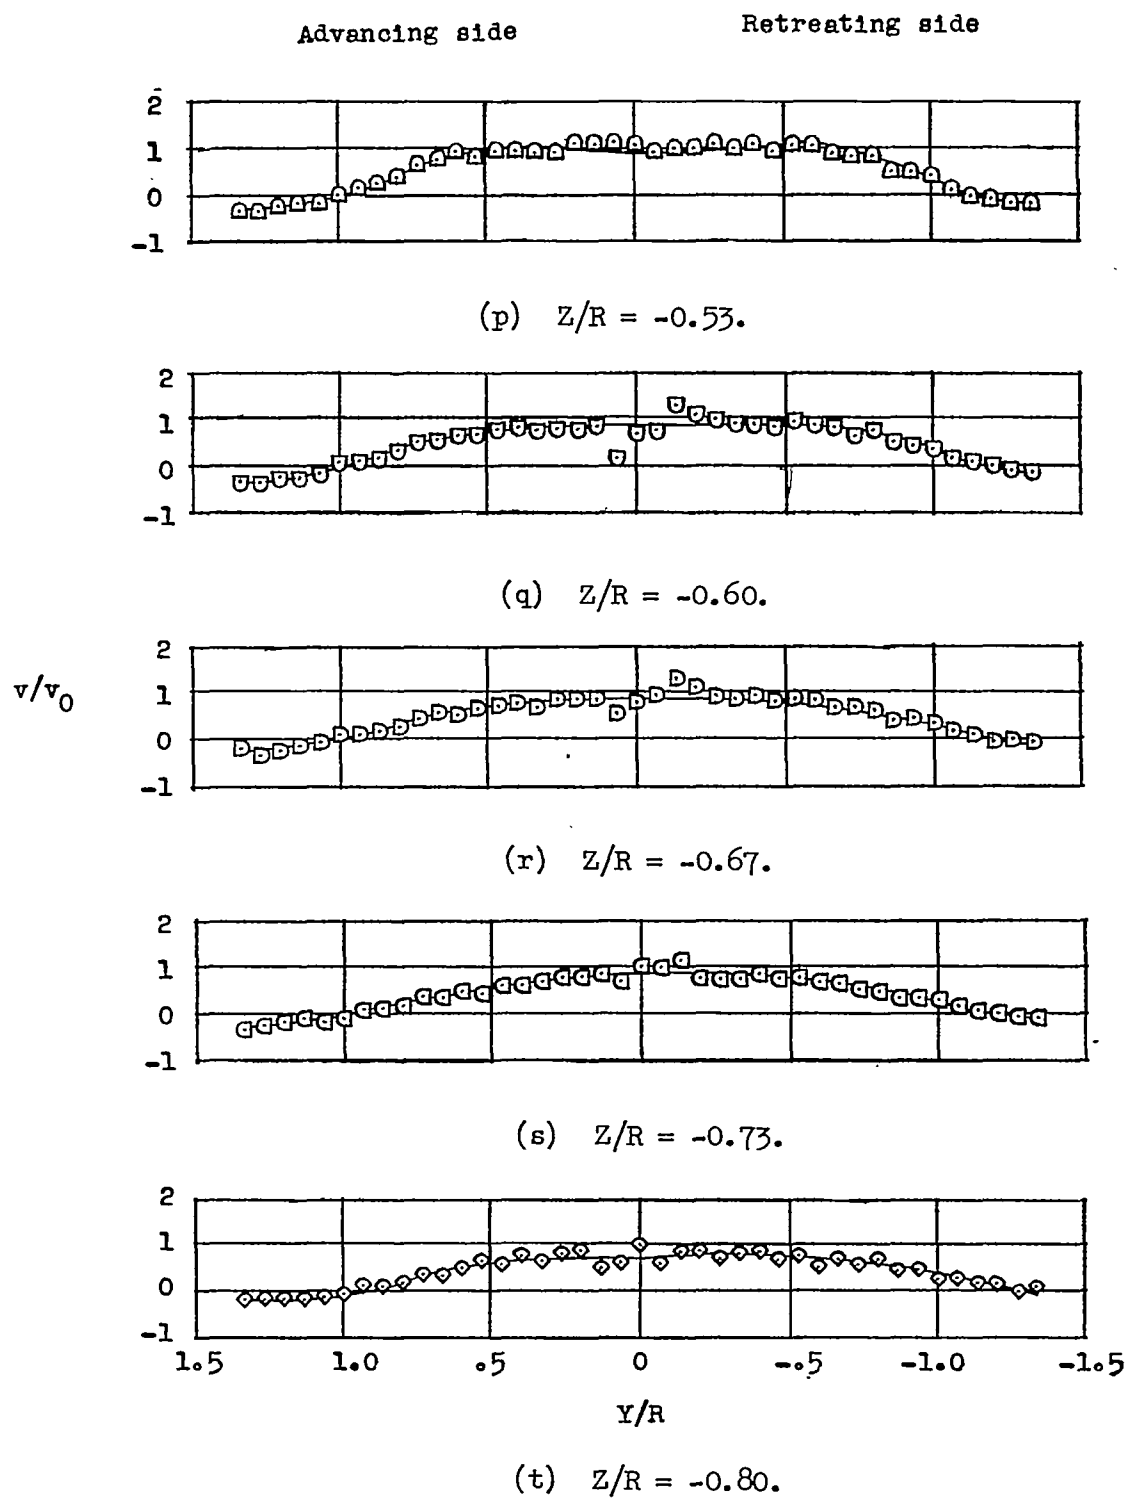 Advancing side
Retreating side
2
1
0
-1
(p) Z/R = -0.53.
2
1
0
-1
(q) Z/R = -0.60.
2
1
0
-1
v/v0
(r) Z/R = -0.67.
2
1
0
-1
(s) Z/R = -0.73.
2
1
0
-1
1.5 1.0 .5 0 -.5 -1.0 -1.5
Y/R
(t) Z/R = -0.80.